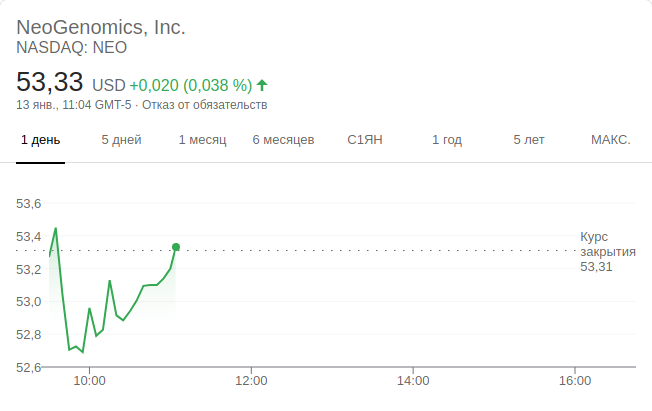 NeoGenomics, Inc.
NASDAQ: NEO
53,33 USD +0,020 (0,038 %)
13 янв., 11:04 GMT-5 · Отказ от обязательств
1 день 5 дней 1 месяц 6 месяцев С1ЯН 1 год 5 лет МАКС.
53,6
53,4
53,2
53,0
52,8
52,6
Курс
закрытия
53,31
10:00 12:00 14:00 16:00